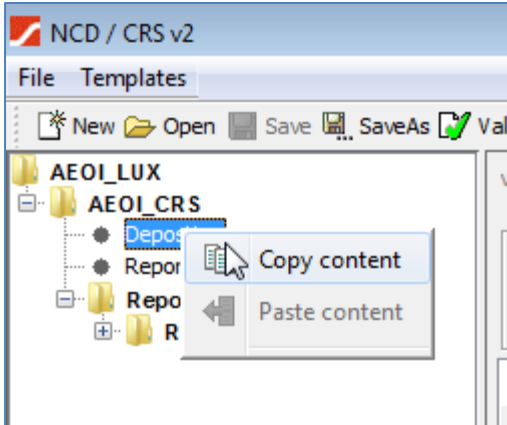 NCD / CRS v2
File Templates
New Open Save SaveAs
AEOI_LUX
AEOI_CRS
Copy content
Paste content